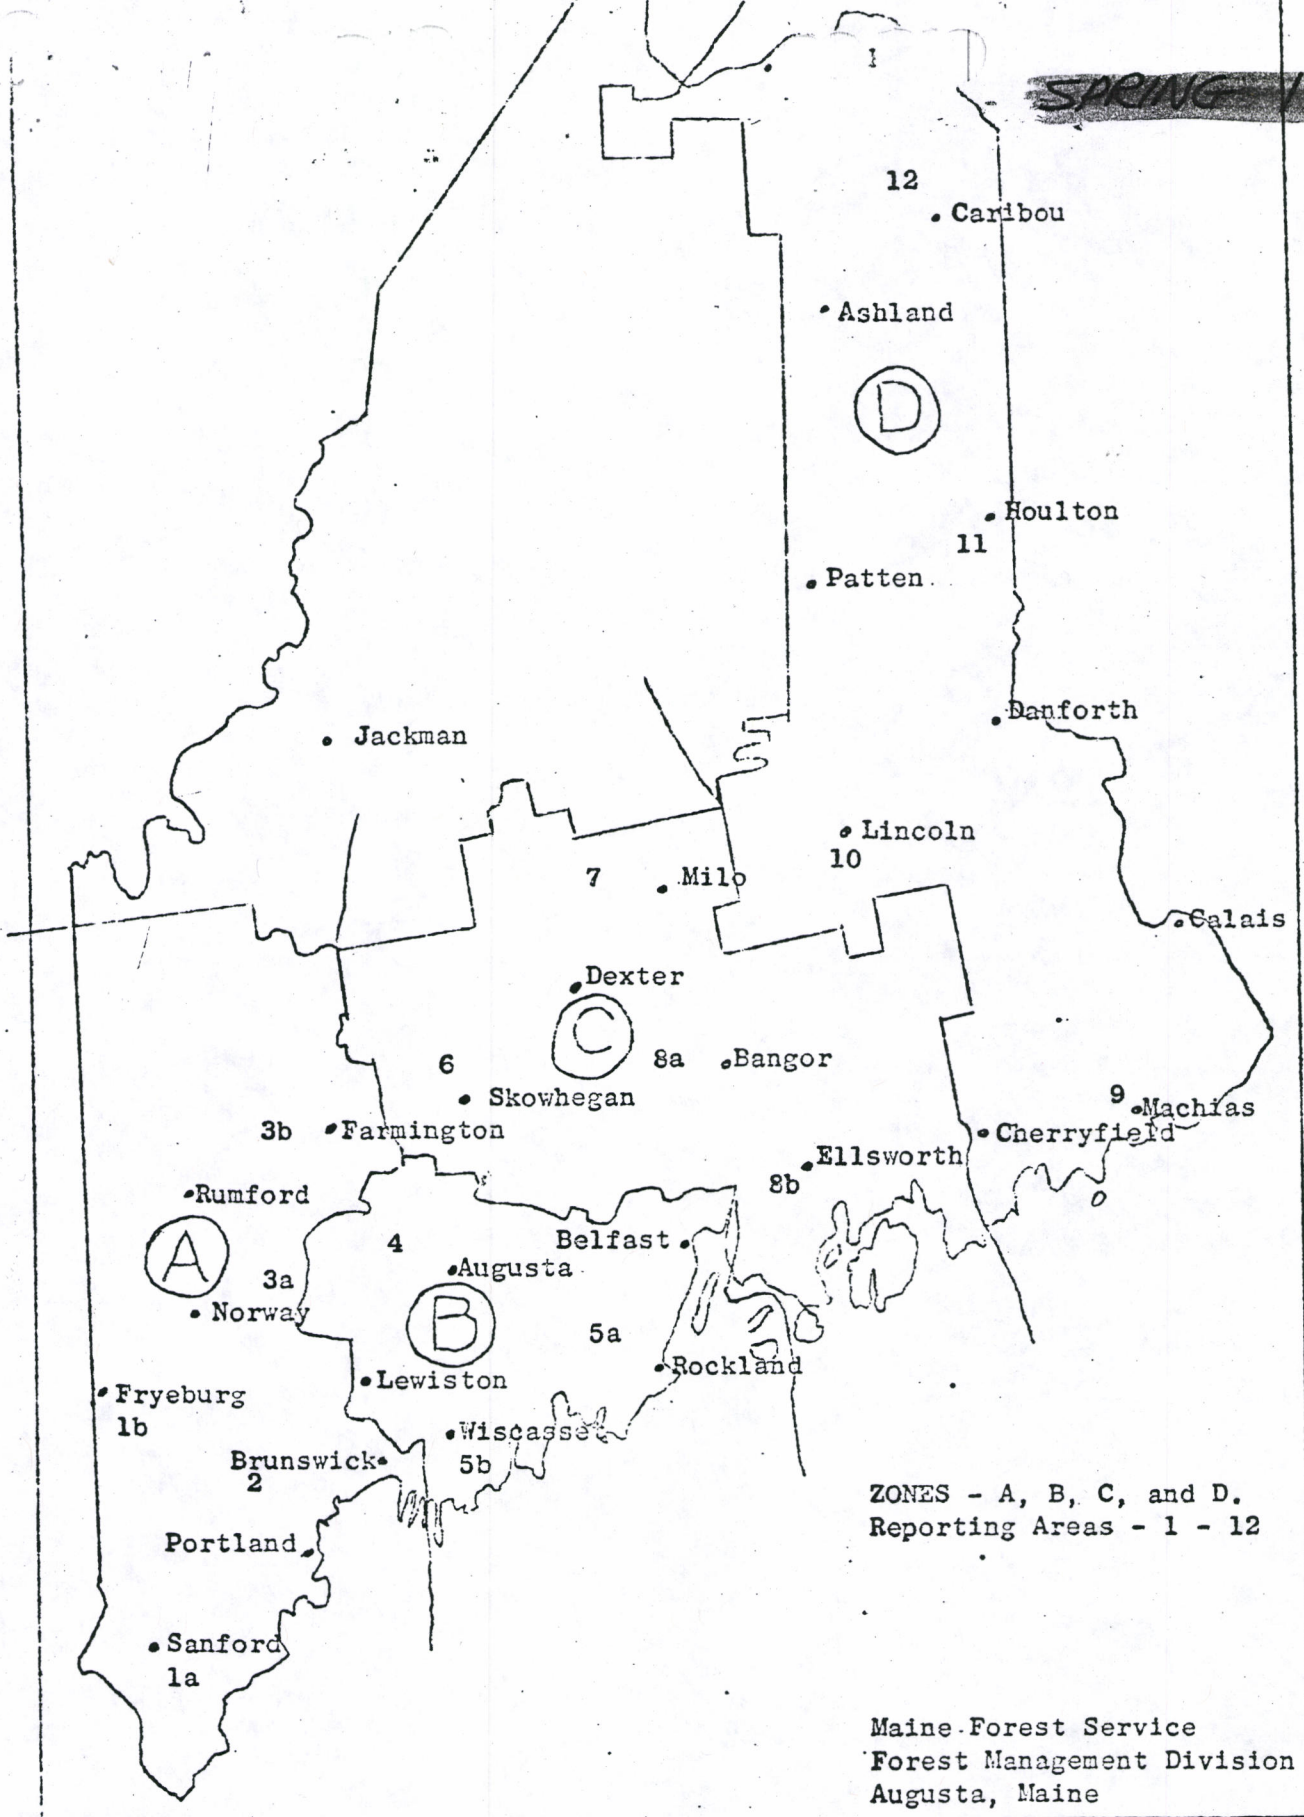 SPRING
12
Caribou
Ashland
D
Houlton
11
Patten
Danforth
Jackman
Lincoln
10
7
Milo
Calais
Dexter
C
6
8a
Bangor
Skowhegan
9
Machias
3b
Farmington
Cherryfield
Ellsworth
8b
Rumford
A
4
Belfast
Augusta
3a
Norway
B
5a
Rockland
Lewiston
Fryeburg
1b
Wiscasset
5b
Brunswick
2
ZONES - A, B, C, and D.
Reporting Areas - 1 - 12
Portland
Sanford
1a
Maine Forest Service
Forest Management Division
Augusta, Maine